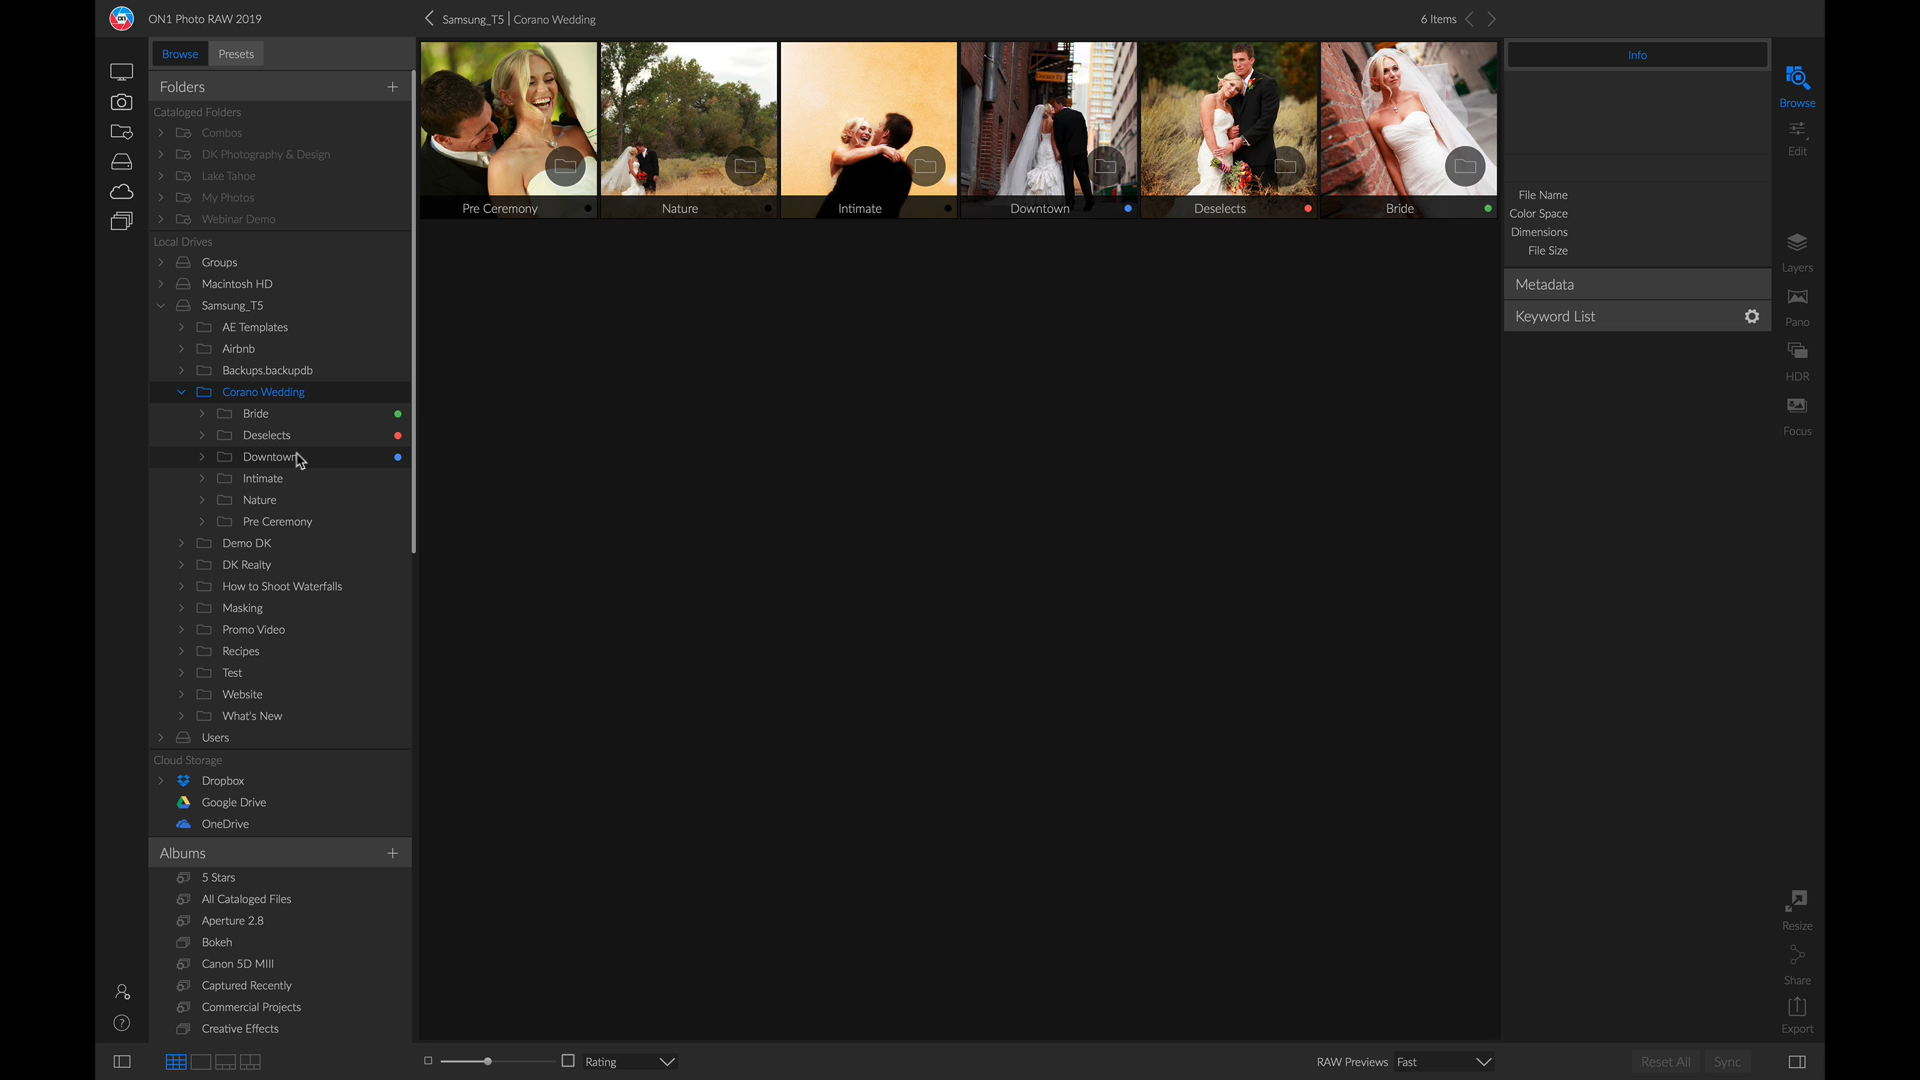 ON1 Photo RAW 2019
Samsung_T5 | Corano Wedding
6 Items
Browse
Presets
Folders
Cataloged Folders
Combos
DK Photography & Design
Lake Tahoe
My Photos
Webinar Demo
Local Drives
Groups
Macintosh HD
Samsung_T5
AE Templates
Airbnb
Backups.backupdb
Corano Wedding
Bride
Deselects
Downtown
Intimate
Nature
Pre Ceremony
Demo DK
DK Realty
How to Shoot Waterfalls
Masking
Promo Video
Recipes
Test
Website
What's New
Users
Cloud Storage
Dropbox
Google Drive
OneDrive
Albums
5 Stars
All Cataloged Files
Aperture 2.8
Bokeh
Canon 5D MIII
Captured Recently
Commercial Projects
Creative Effects
Pre Ceremony
Nature
Intimate
Downtown
Deselects
Bride
Rating
RAW Previews Fast
Info
File Name
Color Space
Dimensions
File Size
Metadata
Keyword List
Reset All
Sync
Browse
Edit
Layers
Pano
HDR
Focus
Resize
Share
Export